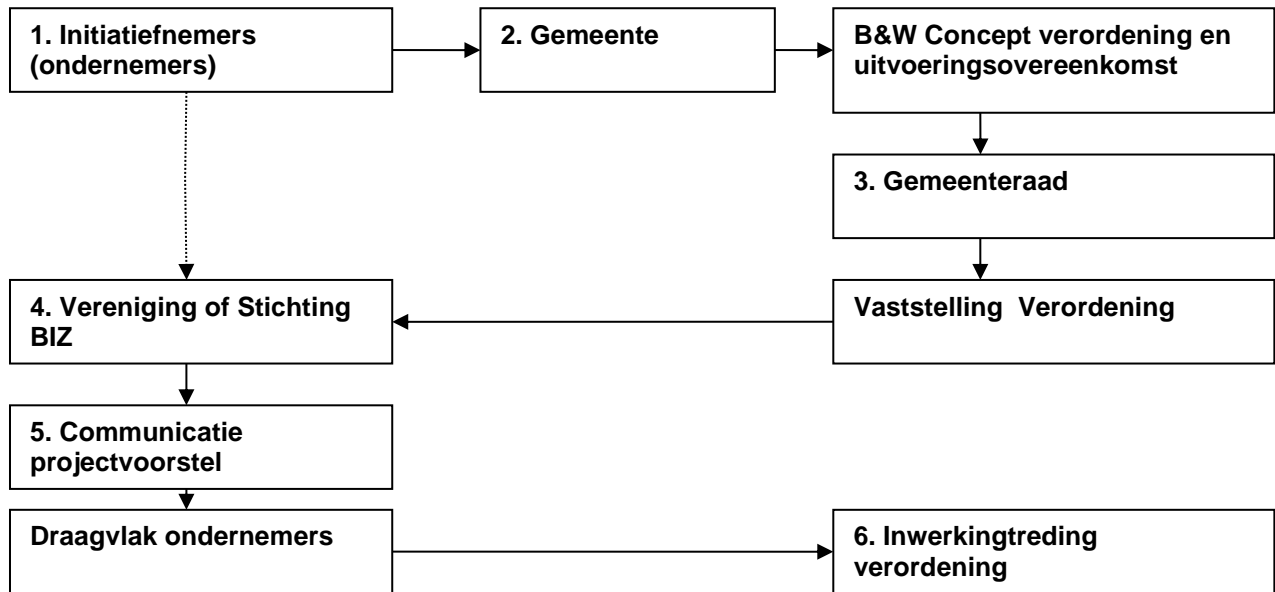 1. Initiatiefnemers
(ondernemers)
2. Gemeente
B&W Concept verordening en
uitvoeringsovereenkomst
3. Gemeenteraad
4. Vereniging of Stichting
BIZ
Vaststelling  Verordening
5. Communicatie
projectvoorstel
Draagvlak ondernemers
6. Inwerkingtreding
verordening